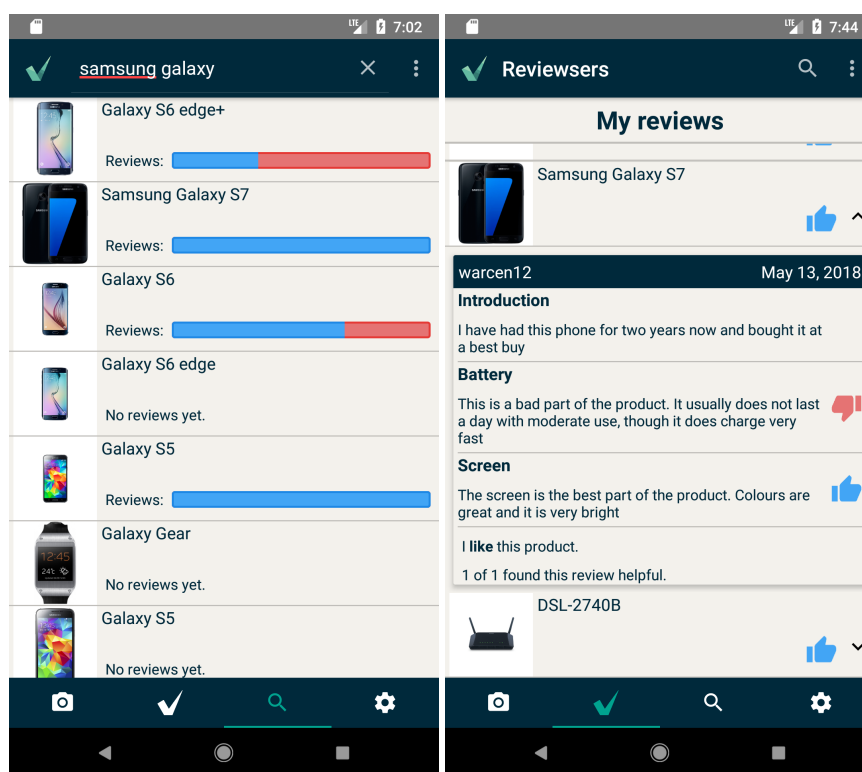 LTE 7:02
samsung galaxy
Galaxy S6 edge+
Reviews:
Samsung Galaxy S7
Reviews:
Galaxy S6
Reviews:
Galaxy S6 edge
No reviews yet.
Galaxy S5
Reviews:
Galaxy Gear
No reviews yet.
Galaxy S5
No reviews yet.
LTE 7:44
Reviewsers
My reviews
Samsung Galaxy S7
warcen12 May 13, 2018
Introduction
I have had this phone for two years now and bought it at
a best buy
Battery
This is a bad part of the product. It usually does not last
a day with moderate use, though it does charge very
fast
Screen
The screen is the best part of the product. Colours are
great and it is very bright
I like this product.
1 of 1 found this review helpful.
DSL-2740B